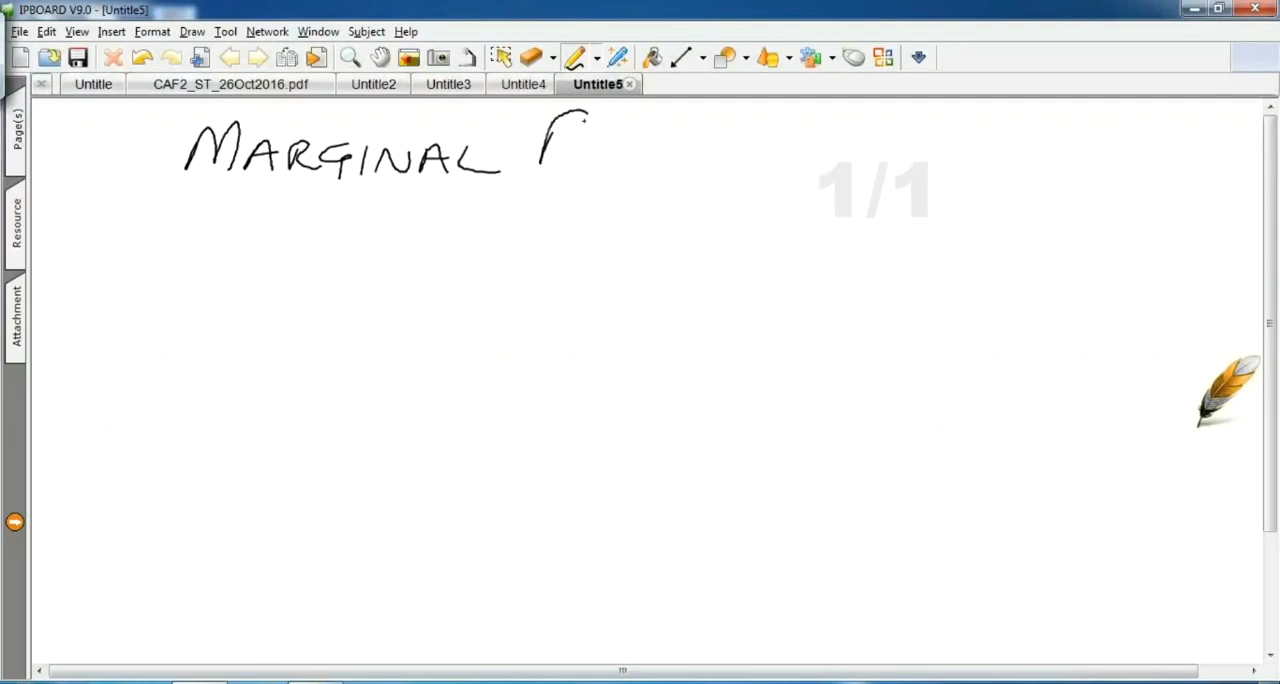 IPBOARD V9.0 - [Untitle5]
File Edit View Insert Format Draw Tool Network Window Subject Help
Untitle CAF2_ST_26Oct2016.pdf Untitle2 Untitle3 Untitle4 Untitle5
Page(s)
Resource
Attachment
MARGINAL
1/1